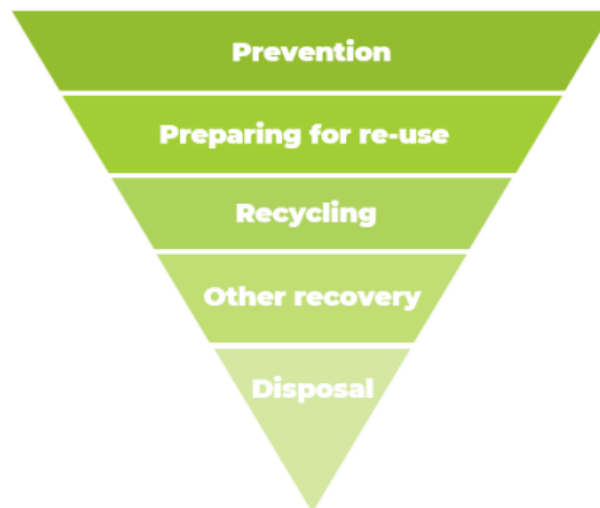 Prevention
Preparing for re-use
Recycling
Other recovery
Disposal